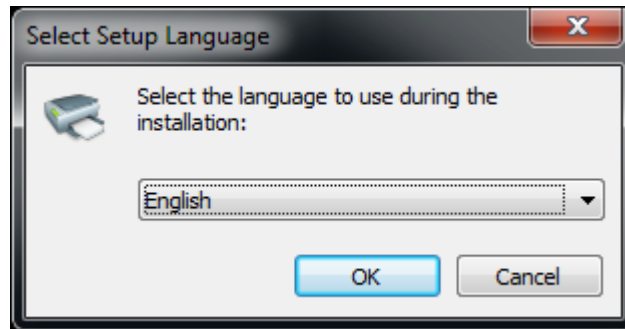 Select Setup Language
Select the language to use during the
installation:
English
OK
Cancel